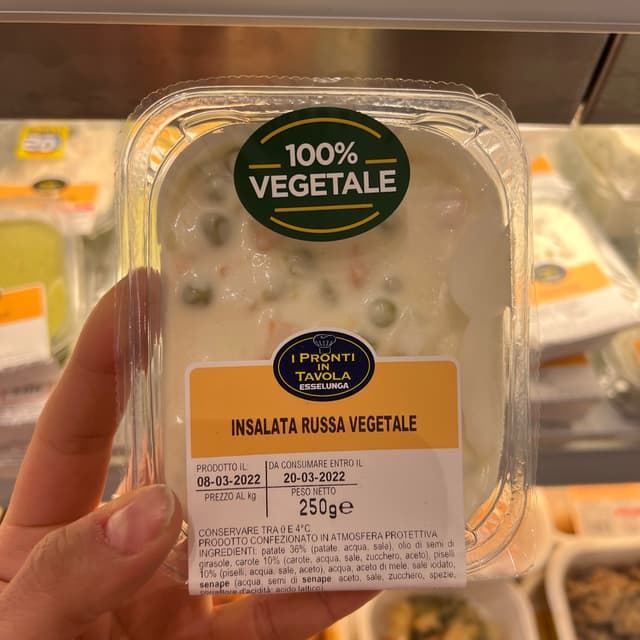 100%
VEGETALE
I PRONTI
IN
TAVOLA
ESSELUNGA
INSALATA RUSSA VEGETALE
PRODOTTO IL:
08-03-2022
PREZZO AL kg
DA CONSUMARE ENTRO IL
20-03-2022
PESO NETTO
250g e
CONSERVARE TRA 0 E 4°C.
PRODOTTO CONFEZIONATO IN ATMOSFERA PROTETTIVA
INGREDIENTI: patate 36% (patate, acqua, sale), olio di semi di
girasole, carote 10% (carote, acqua, sale, zucchero, aceto), piselli
10% (piselli, acqua, sale, aceto), acqua, aceto di mele, sale iodato,
senape (acqua, semi di senape, aceto, sale, zucchero, spezie,
correttore d'acidità: acido lattico)